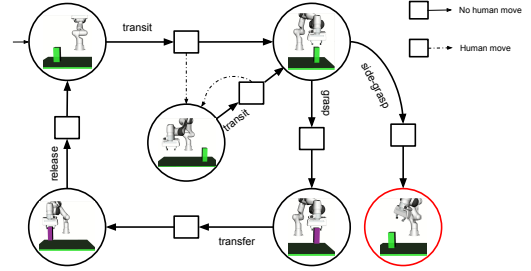 No human move
transit
Human move
side-grasp
grasp
transit
release
transfer